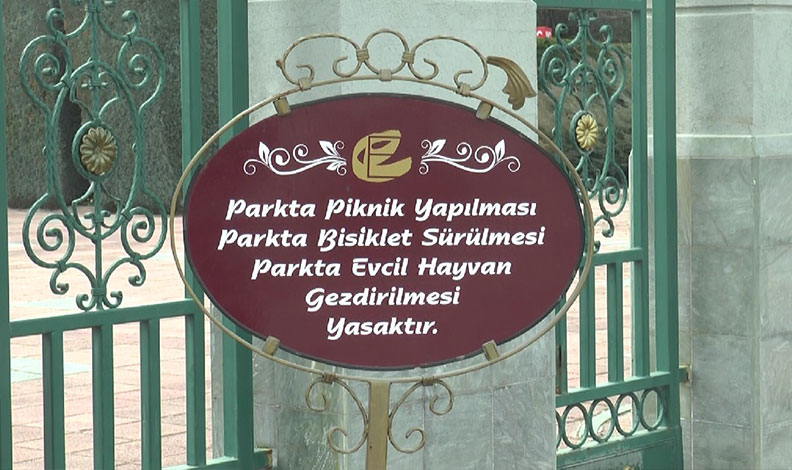 Parkta Piknik Yapılması
Parkta Bisiklet Sürülmesi
Parkta Evcil Hayvan
Gezdirilmesi
Yasaktır.